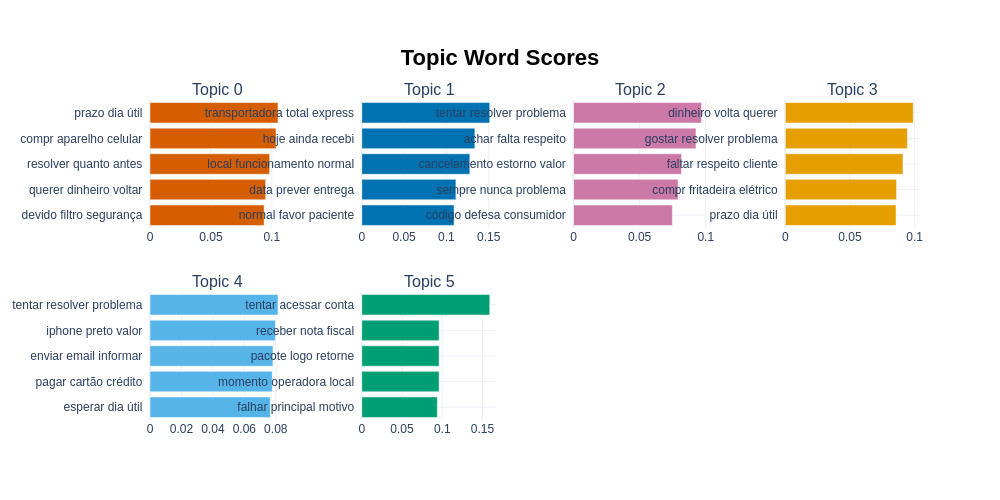 Topic Word Scores
Topic 0
Topic 1
Topic 2
Topic 3
prazo dia útil
transportadora total express
tentar resolver problema
dinheiro volta querer
compr aparelho celular
hoje ainda recebi
achar falta respeito
gostar resolver problema
resolver quanto antes
local funcionamento normal
cancelamento estorno valor
faltar respeito cliente
querer dinheiro voltar
data prever entrega
sempre nunca problema
compr fritadeira elétrico
devido filtro segurança
normal favor paciente
código defesa consumidor
prazo dia útil
0 0.05 0.1
0 0.05 0.1 0.15
0 0.05 0.1
0 0.05 0.1
Topic 4
Topic 5
tentar resolver problema
tentar acessar conta
iphone preto valor
receber nota fiscal
enviar email informar
pacote logo retorne
pagar cartão crédito
momento operadora local
esperar dia útil
falhar principal motivo
0 0.02 0.04 0.06 0.08
0 0.05 0.1 0.15